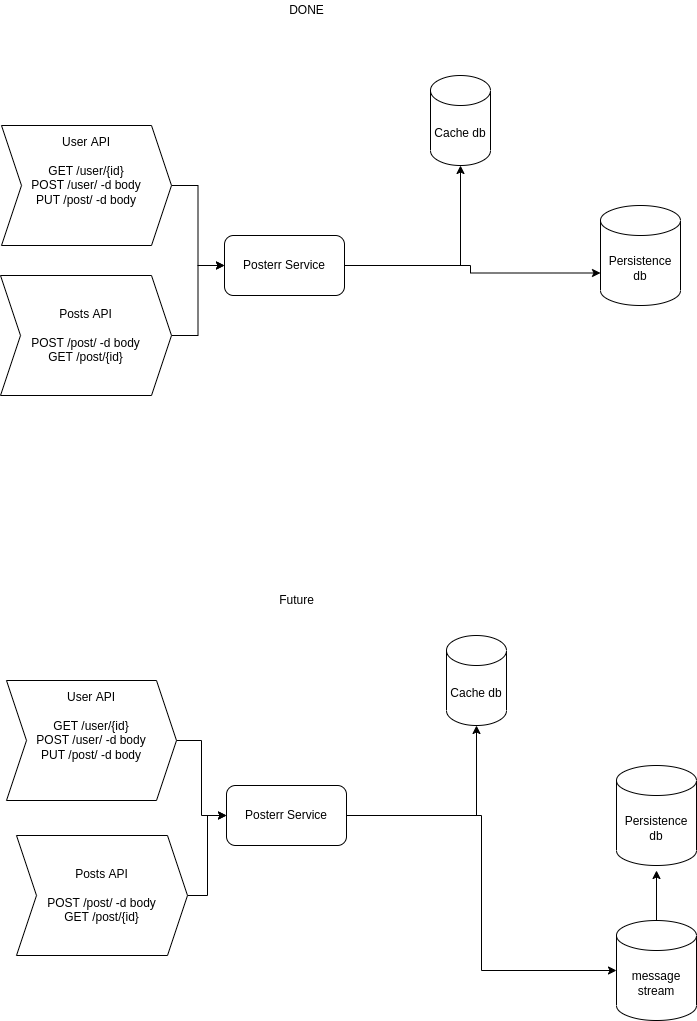 DONE
Cache db
User API
GET /user/{id}
POST /user/ -d body
PUT /post/ -d body
Posterr Service
Persistence
db
Posts API
POST /post/ -d body
GET /post/{id}
Future
Cache db
User API
GET /user/{id}
POST /user/ -d body
PUT /post/ -d body
Posterr Service
Persistence
db
Posts API
POST /post/ -d body
GET /post/{id}
message
stream